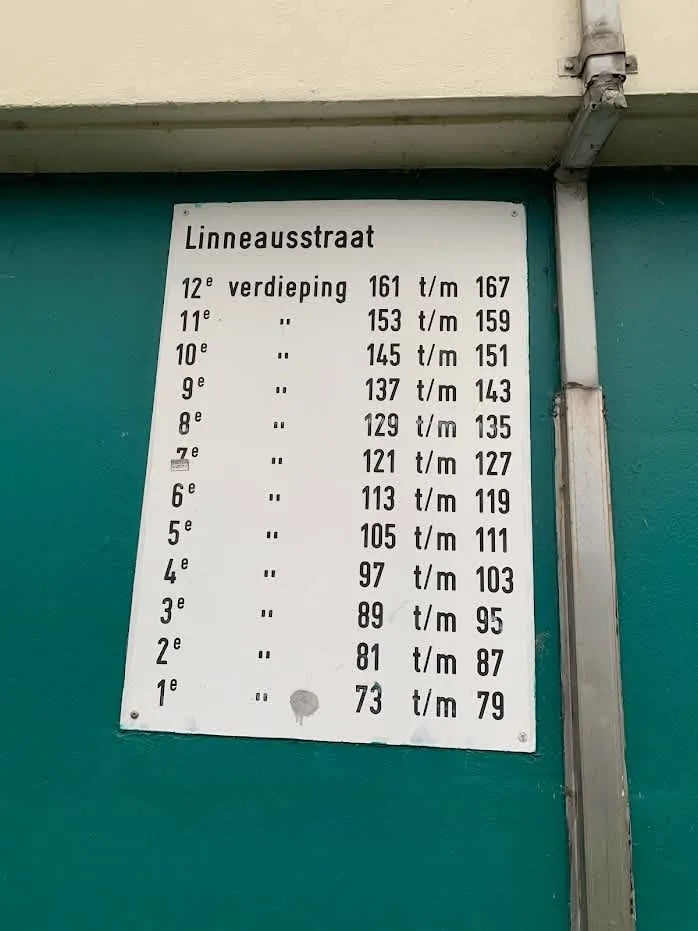 Linneausstraat
12e verdieping 161 t/m 167
11e " 153 t/m 159
10e " 145 t/m 151
9e " 137 t/m 143
8e " 129 t/m 135
7e " 121 t/m 127
6e " 113 t/m 119
5e " 105 t/m 111
4e " 97 t/m 103
3e " 89 t/m 95
2e " 81 t/m 87
1e " 73 t/m 79